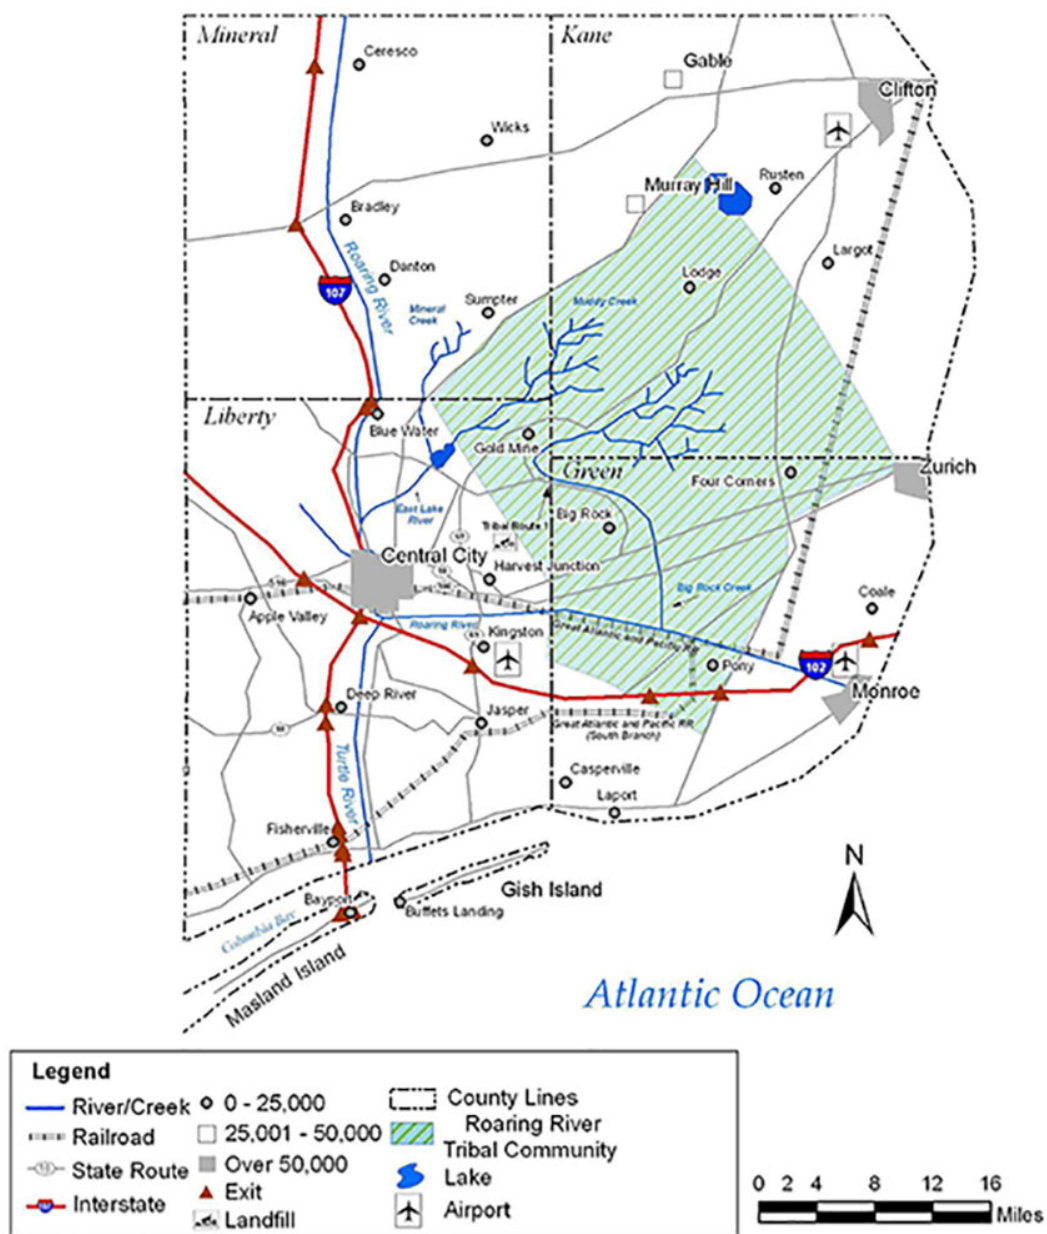 Mineral
Kane
Ceresco
Gable
Clifton
Wicks
Rusten
Murray Hill
Bradley
Roaring River
Largot
Danton
Lodge
107
Mineral
Creek
Sumpter
Muddy Creek
Liberty
Blue Water
Gold Mine
Green
Zurich
Four Corners
East Lake
River
Tribal Route 1
Big Rock
Central City
Harvest Junction
Big Rock Creek
Coale
Apple Valley
Roaring River
Kingston
Great Atlantic and Pacific RR
102
Pony
Monroe
Deep River
Jasper
Great Atlantic and Pacific RR
(South Branch)
Turtle River
Casperville
Laport
Fisherville
N
Gish Island
Bayport
Buffets Landing
Columbia Bay
Masland Island
Atlantic Ocean
Legend
River/Creek
Railroad
State Route
Interstate
0 - 25,000
25,001 - 50,000
Over 50,000
Exit
Landfill
County Lines
Roaring River
Tribal Community
Lake
Airport
0 2 4 8 12 16
Miles